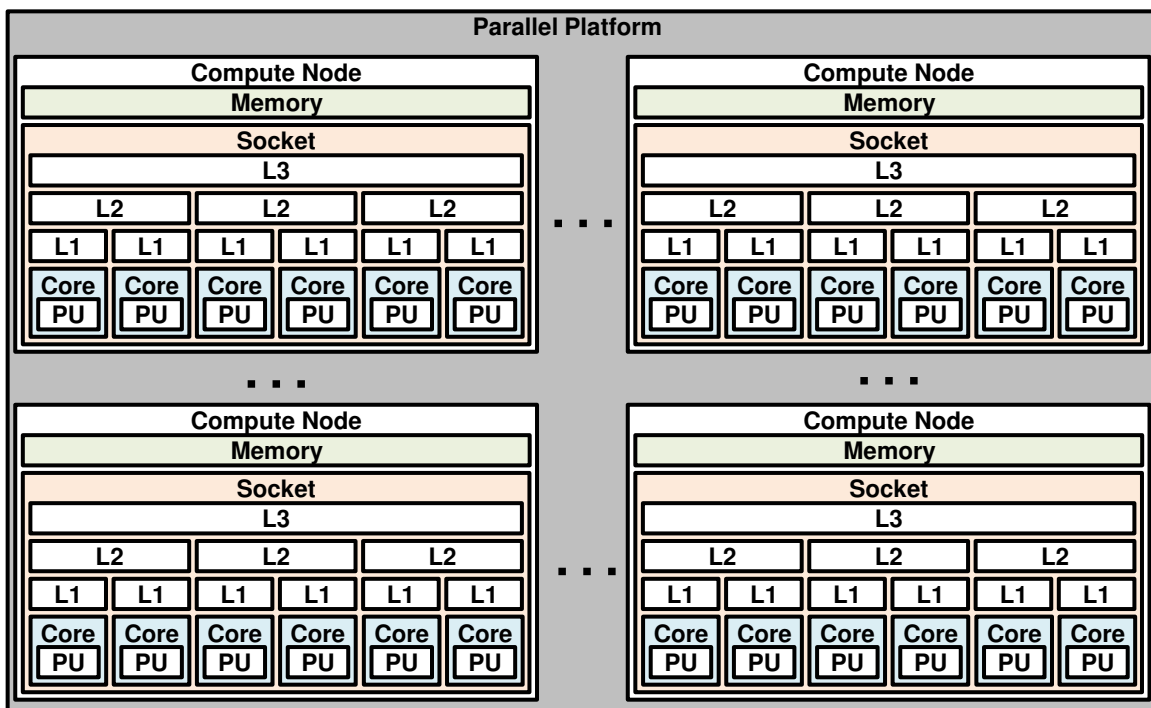 Parallel Platform
Compute Node Compute Node
Memory Memory
Socket Socket
L3 L3
L2 L2 L2 L2 L2 L2
. . .
L1 L1 L1 L1 L1 L1 L1 L1 L1 L1 L1 L1
Core Core Core Core Core Core Core Core Core Core Core Core
PU PU PU PU PU PU PU PU PU PU PU PU
. . . . . .
Compute Node Compute Node
Memory Memory
Socket Socket
L3 L3
L2 L2 L2 L2 L2 L2
. . .
L1 L1 L1 L1 L1 L1 L1 L1 L1 L1 L1 L1
Core Core Core Core Core Core Core Core Core Core Core Core
PU PU PU PU PU PU PU PU PU PU PU PU